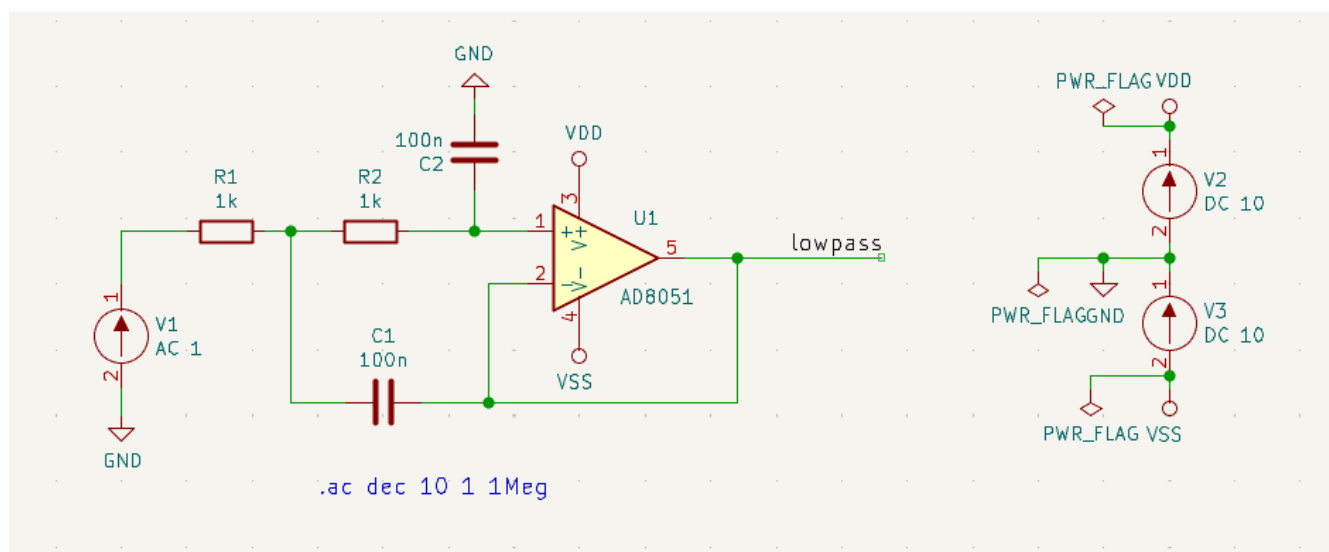 GND
PWR_FLAG VDD
100n
C2
VDD
R1
1k
R2
1k
3
1
V2
DC 10
2
1
+
V+
U1
5
lowpass
2
-
V-
AD8051
4
1
V1
AC 1
2
GND
C1
100n
VSS
PWR_FLAG GND
1
V3
DC 10
2
PWR_FLAG VSS
.ac dec 10 1 1Meg